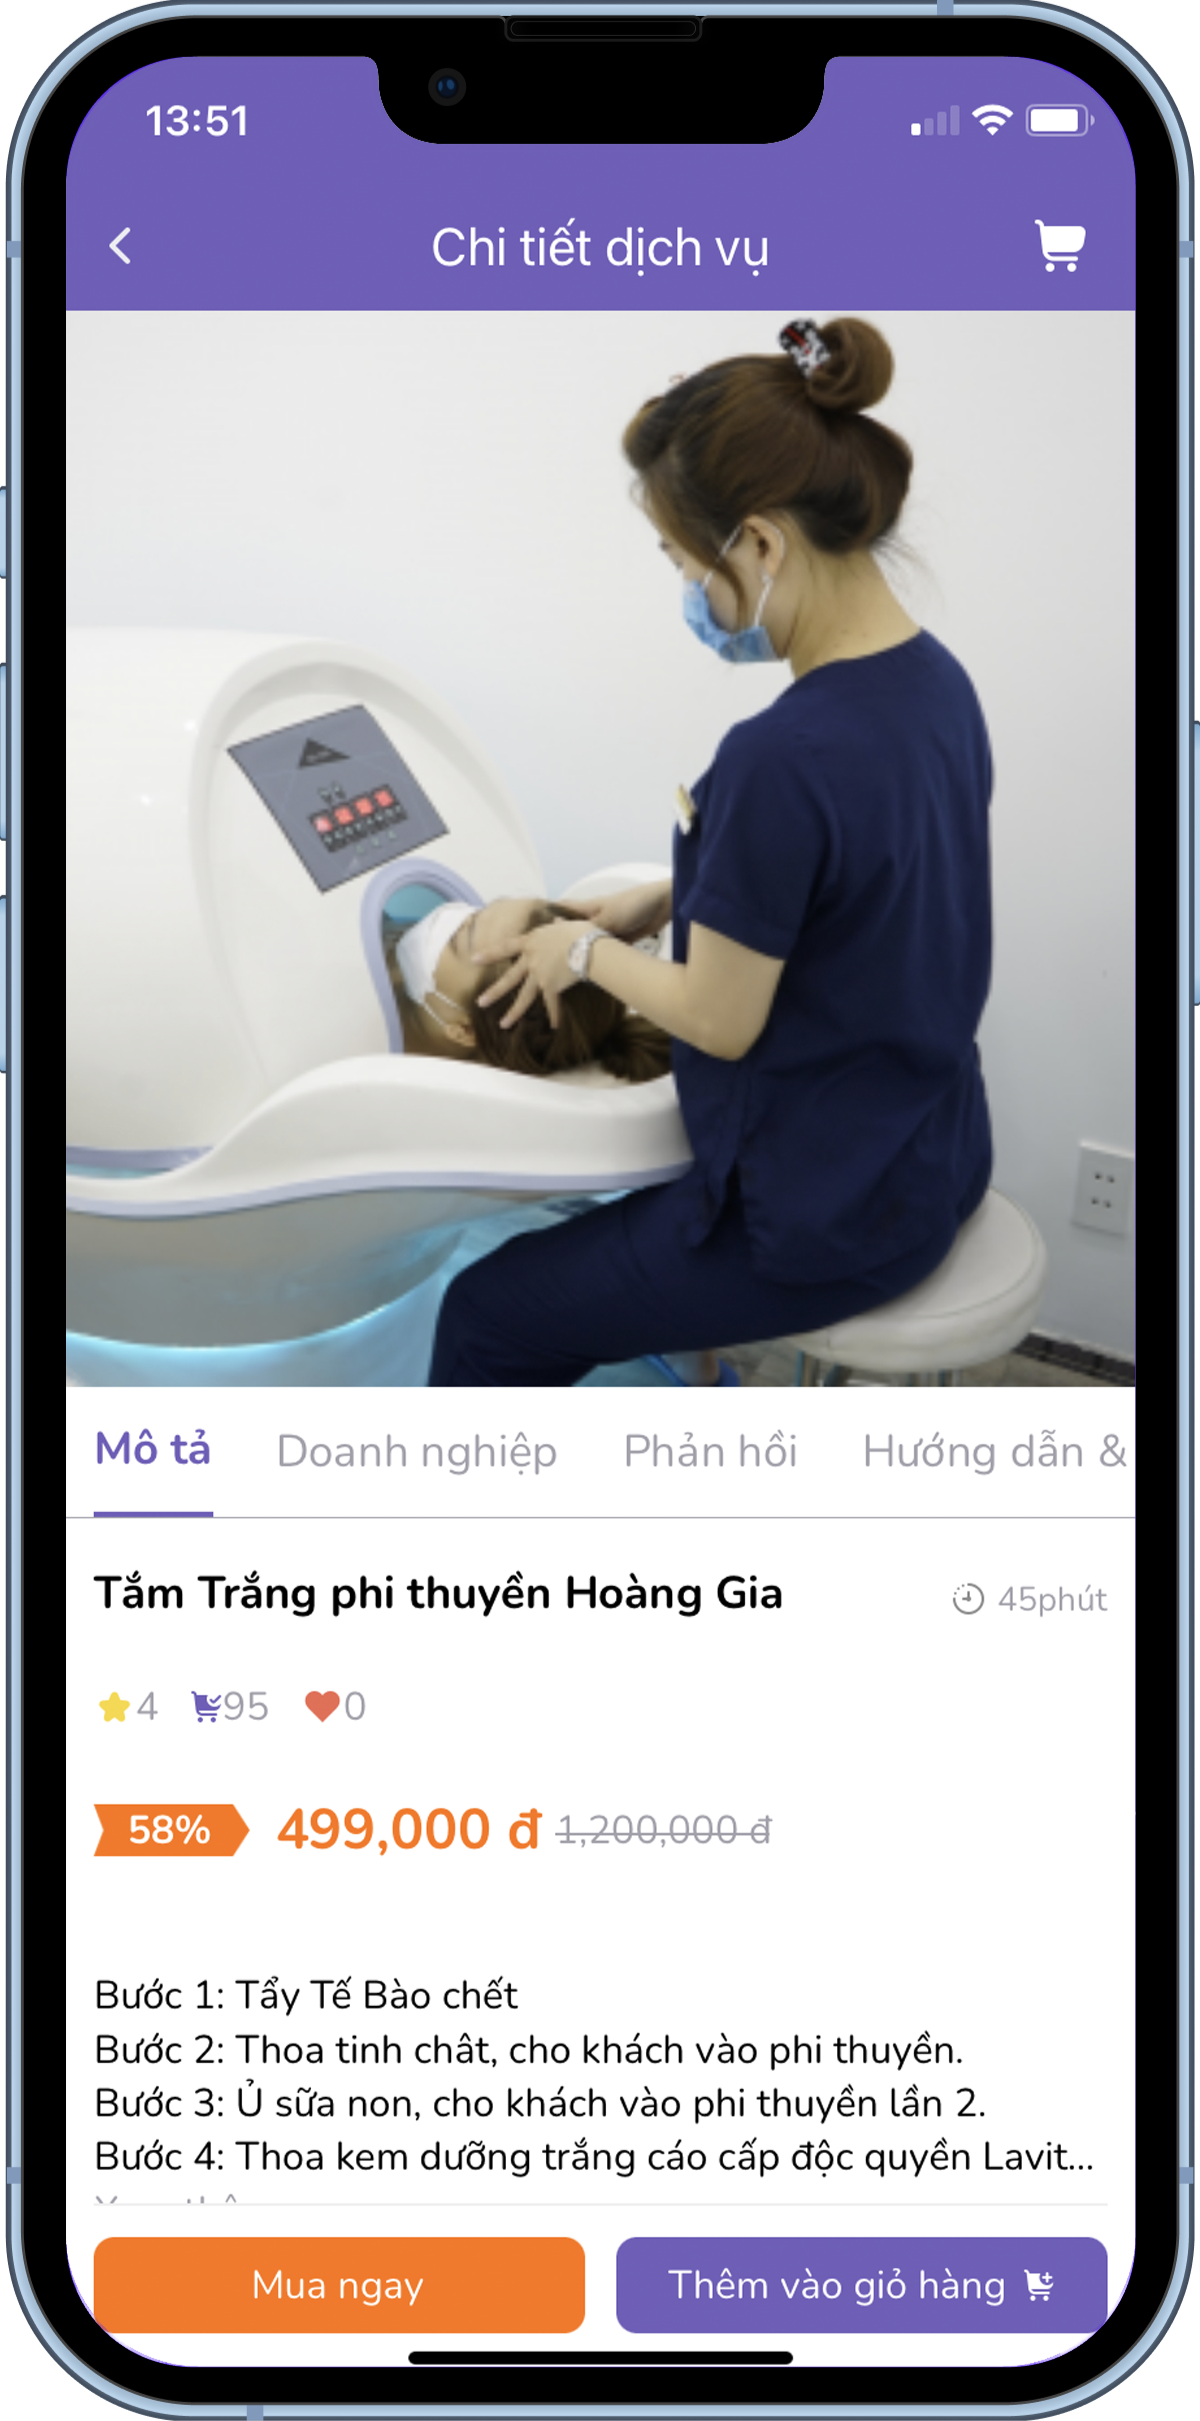 13:51
Chi tiết dịch vụ
Mô tả
Doanh nghiệp
Phản hồi
Hướng dẫn &
Tắm Trắng phi thuyền Hoàng Gia
45phút
4 95 0
58% 499,000 đ 1,200,000 đ
Bước 1: Tẩy Tế Bào chết
Bước 2: Thoa tinh chât, cho khách vào phi thuyền.
Bước 3: Ủ sữa non, cho khách vào phi thuyền lần 2.
Bước 4: Thoa kem dưỡng trắng cáo cấp độc quyền Lavit...
Mua ngay
Thêm vào giỏ hàng